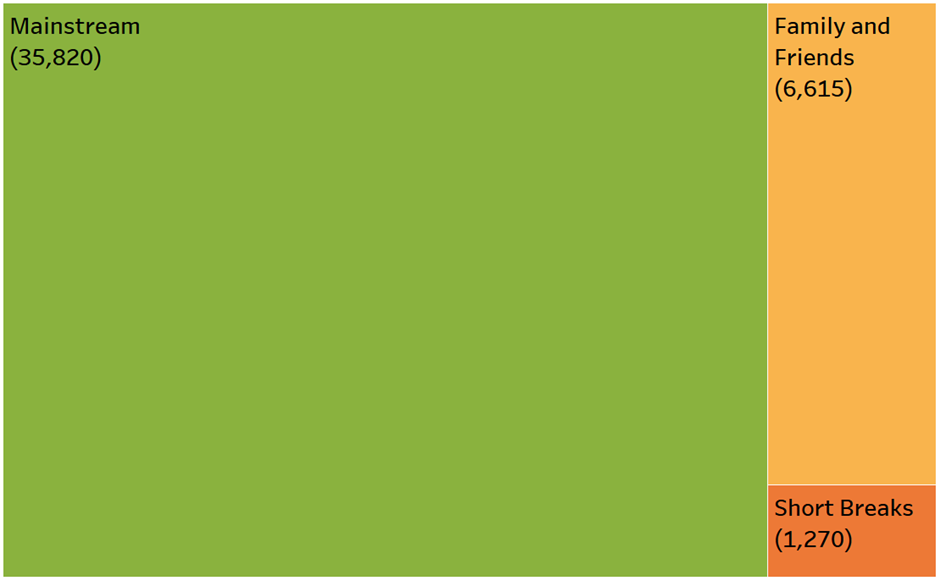 Mainstream
(35,820)
Family and
Friends
(6,615)
Short Breaks
(1,270)